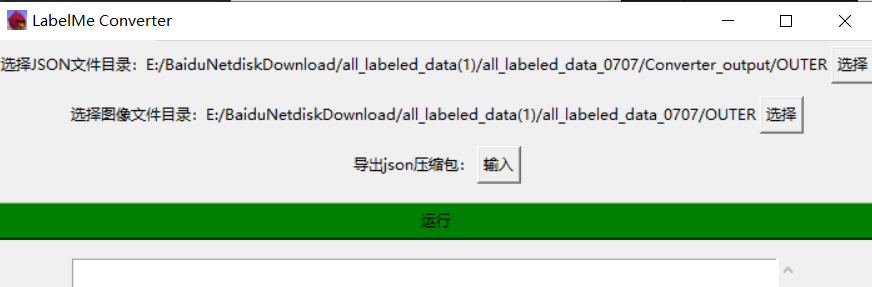 LabelMe Converter
选择JSON文件目录：E:/BaiduNetdiskDownload/all_labeled_data(1)/all_labeled_data_0707/Converter_output/OUTER 选择
选择图像文件目录：E:/BaiduNetdiskDownload/all_labeled_data(1)/all_labeled_data_0707/OUTER 选择
导出json压缩包： 输入
运行